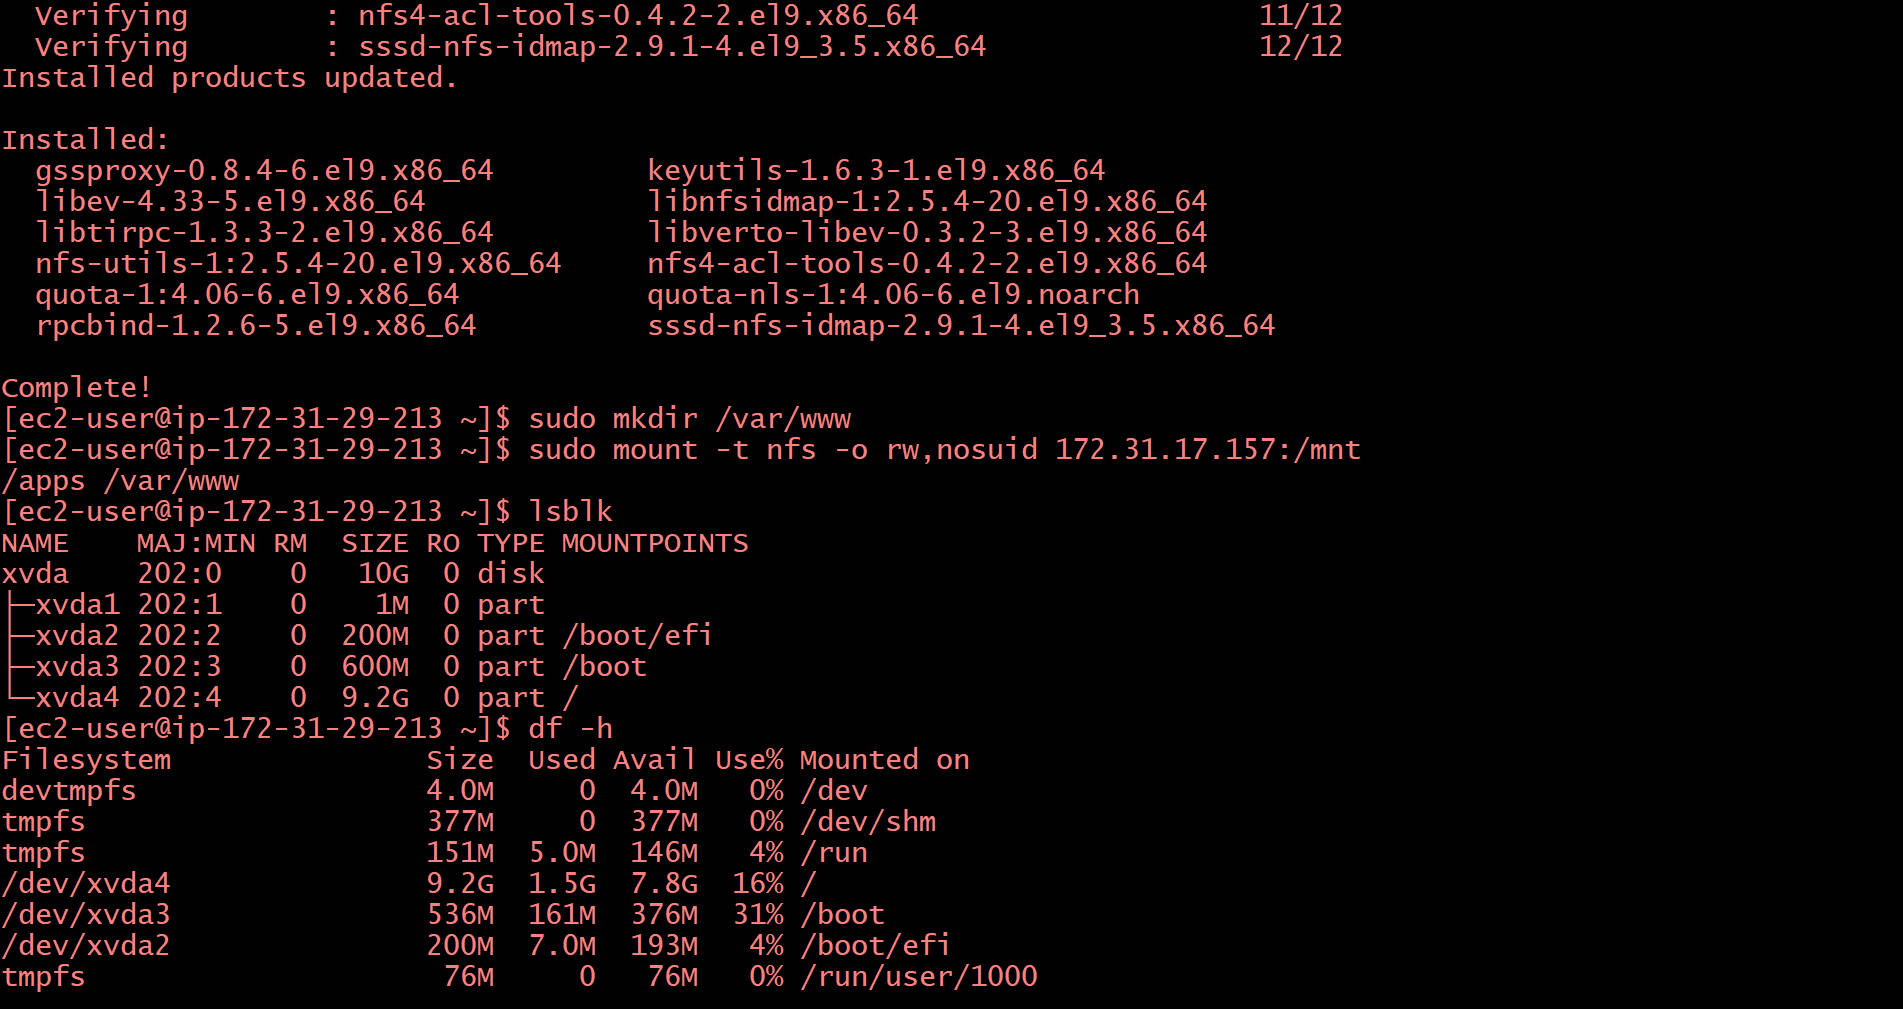 Verifying        : nfs4-acl-tools-0.4.2-2.el9.x86_64                    11/12
  Verifying        : sssd-nfs-idmap-2.9.1-4.el9_3.5.x86_64                12/12
Installed products updated.

Installed:
  gssproxy-0.8.4-6.el9.x86_64         keyutils-1.6.3-1.el9.x86_64
  libev-4.33-5.el9.x86_64             libnfsidmap-1:2.5.4-20.el9.x86_64
  libtirpc-1.3.3-2.el9.x86_64         libverto-libev-0.3.2-3.el9.x86_64
  nfs-utils-1:2.5.4-20.el9.x86_64     nfs4-acl-tools-0.4.2-2.el9.x86_64
  quota-1:4.06-6.el9.x86_64           quota-nls-1:4.06-6.el9.noarch
  rpcbind-1.2.6-5.el9.x86_64          sssd-nfs-idmap-2.9.1-4.el9_3.5.x86_64

Complete!
[ec2-user@ip-172-31-29-213 ~]$ sudo mkdir /var/www
[ec2-user@ip-172-31-29-213 ~]$ sudo mount -t nfs -o rw,nosuid 172.31.17.157:/mnt
/apps /var/www
[ec2-user@ip-172-31-29-213 ~]$ lsblk
NAME    MAJ:MIN RM  SIZE RO TYPE MOUNTPOINTS
xvda    202:0    0   10G  0 disk
├─xvda1 202:1    0    1M  0 part
├─xvda2 202:2    0  200M  0 part /boot/efi
├─xvda3 202:3    0  600M  0 part /boot
└─xvda4 202:4    0  9.2G  0 part /
[ec2-user@ip-172-31-29-213 ~]$ df -h
Filesystem               Size  Used Avail Use% Mounted on
devtmpfs                 4.0M     0  4.0M   0% /dev
tmpfs                    377M     0  377M   0% /dev/shm
tmpfs                    151M  5.0M  146M   4% /run
/dev/xvda4               9.2G  1.5G  7.8G  16% /
/dev/xvda3               536M  161M  376M  31% /boot
/dev/xvda2               200M  7.0M  193M   4% /boot/efi
tmpfs                     76M     0   76M   0% /run/user/1000